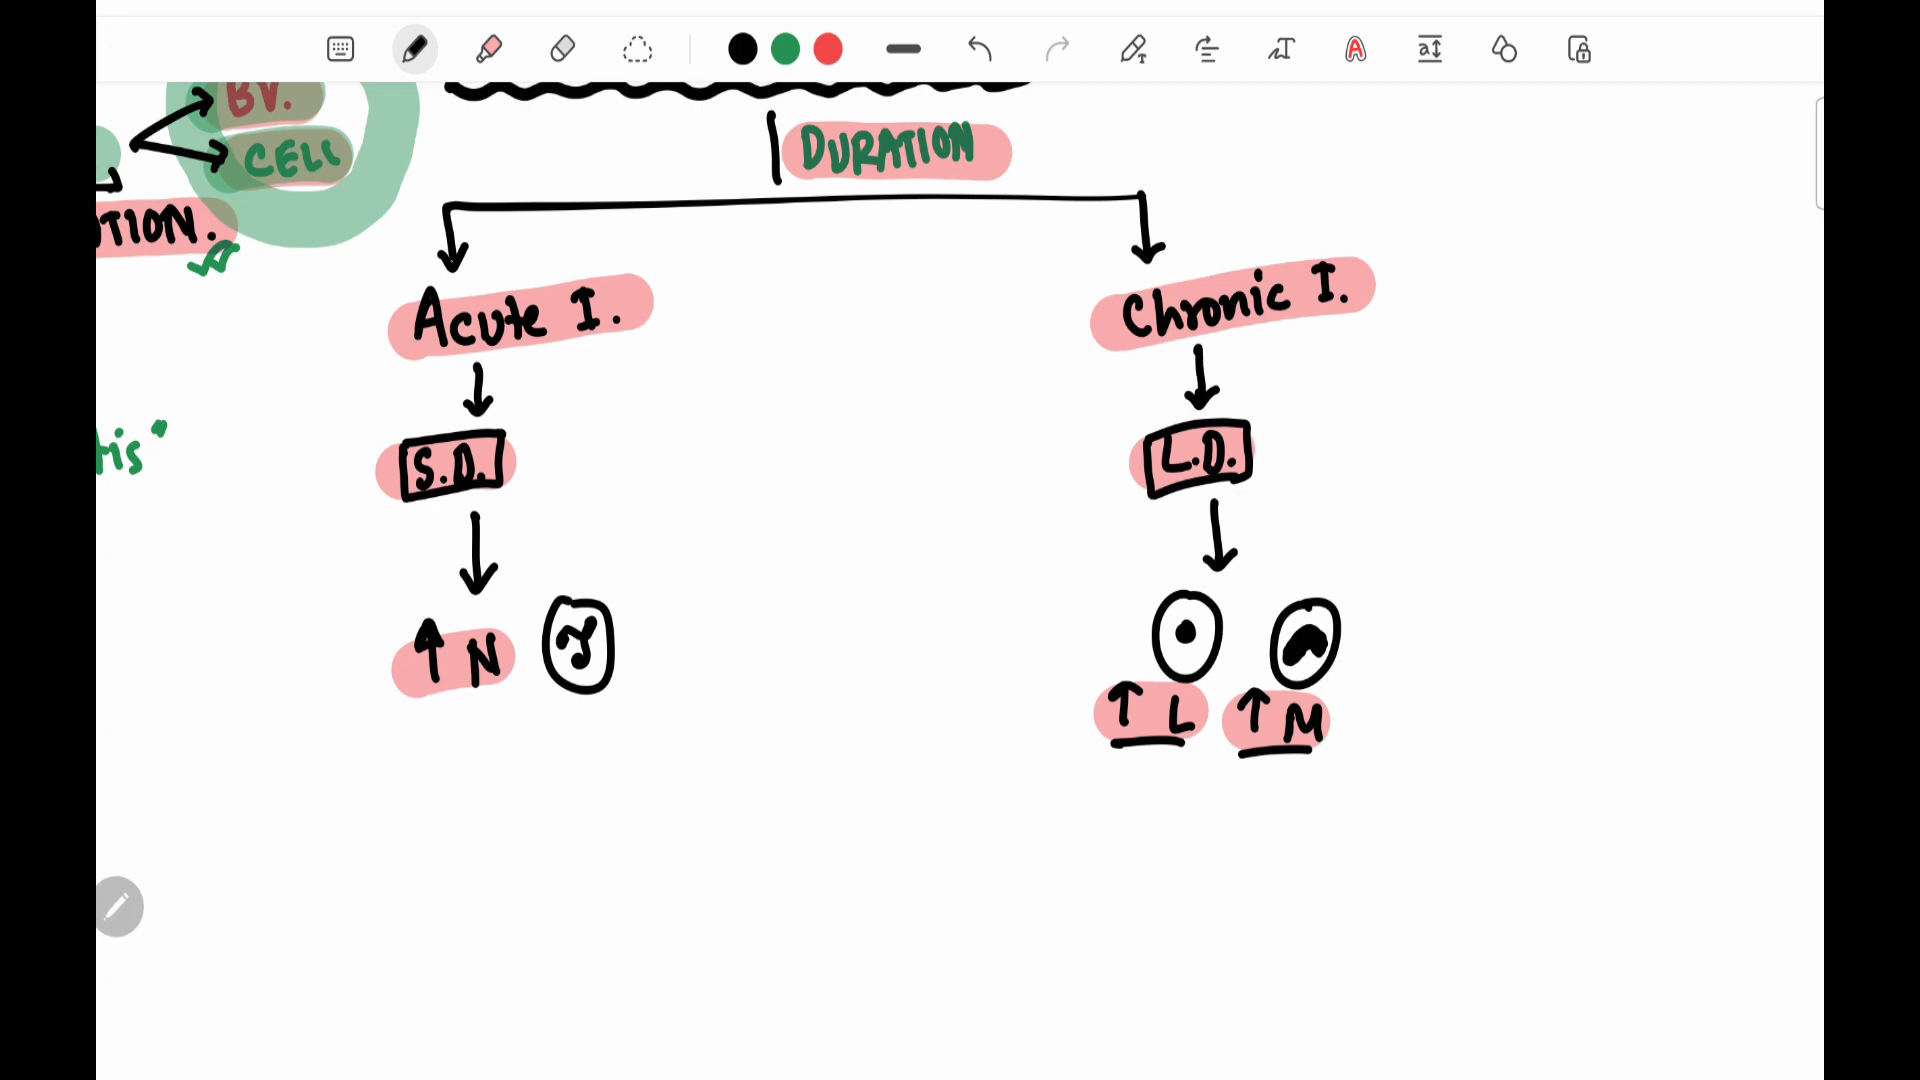 BV.
CELL
DURATION
TION.
Acute I.
Chronic I.
tis"
S.D.
L.D.
↑ N
↑ L
↑ M